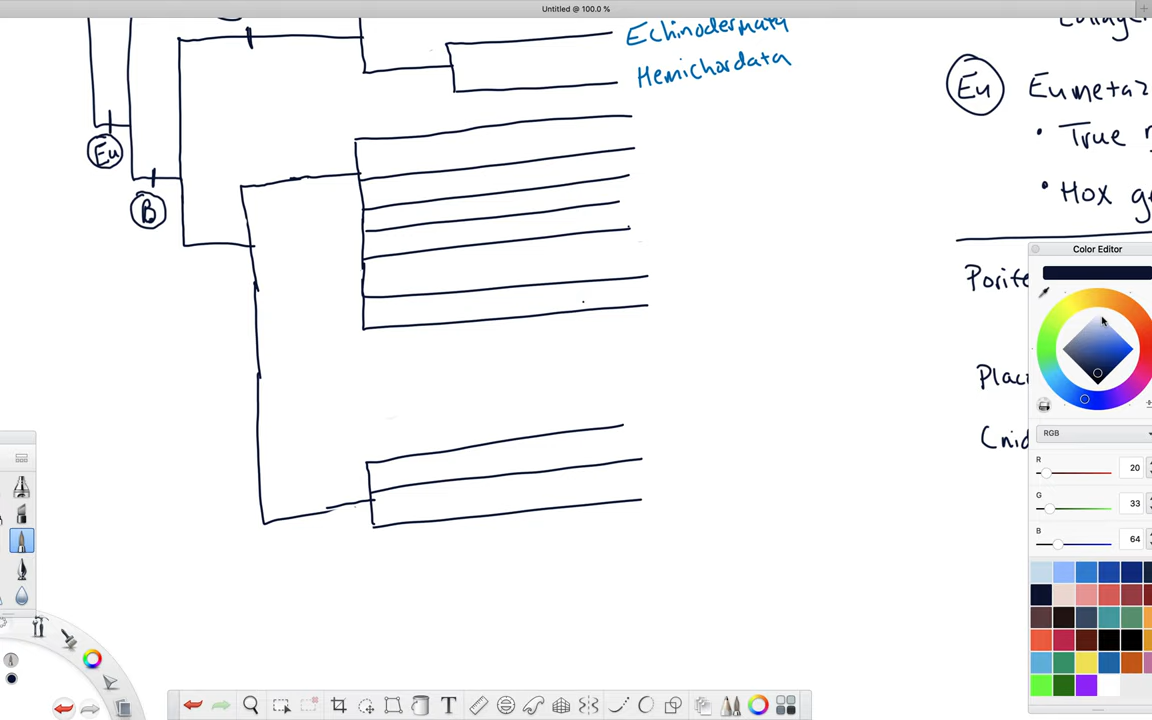 Untitled @ 100.0 %
Echinodermata
Hemichordata
Eu
B
Eu Eumetaz
• True
• Hox g
Porife
Plac
Cnid
Color Editor
RGB
R 20
G 33
B 64
T